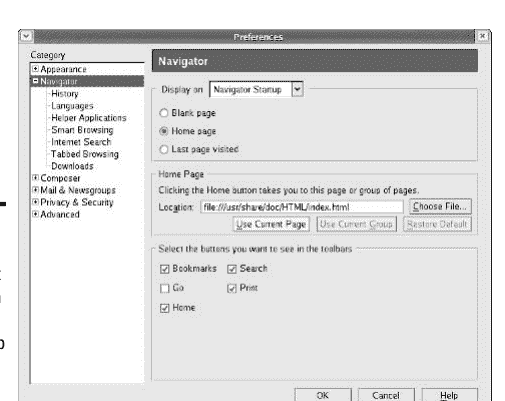 Preferences
Category
Appearance
Navigator
History
Languages
Helper Applications
Smart Browsing
Internet Search
Tabbed Browsing
Downloads
Composer
Mail & Newsgroups
Privacy & Security
Advanced
Navigator
Display on Navigator Startup
Blank page
Home page
Last page visited
Home Page
Clicking the Home button takes you to this page or group of pages.
Location: file:///usr/share/doc/HTML/index.html Choose File...
Use Current Page Use Current Group Restore Default
Select the buttons you want to see in the toolbars
Bookmarks Search
Go Print
Home
OK Cancel Help